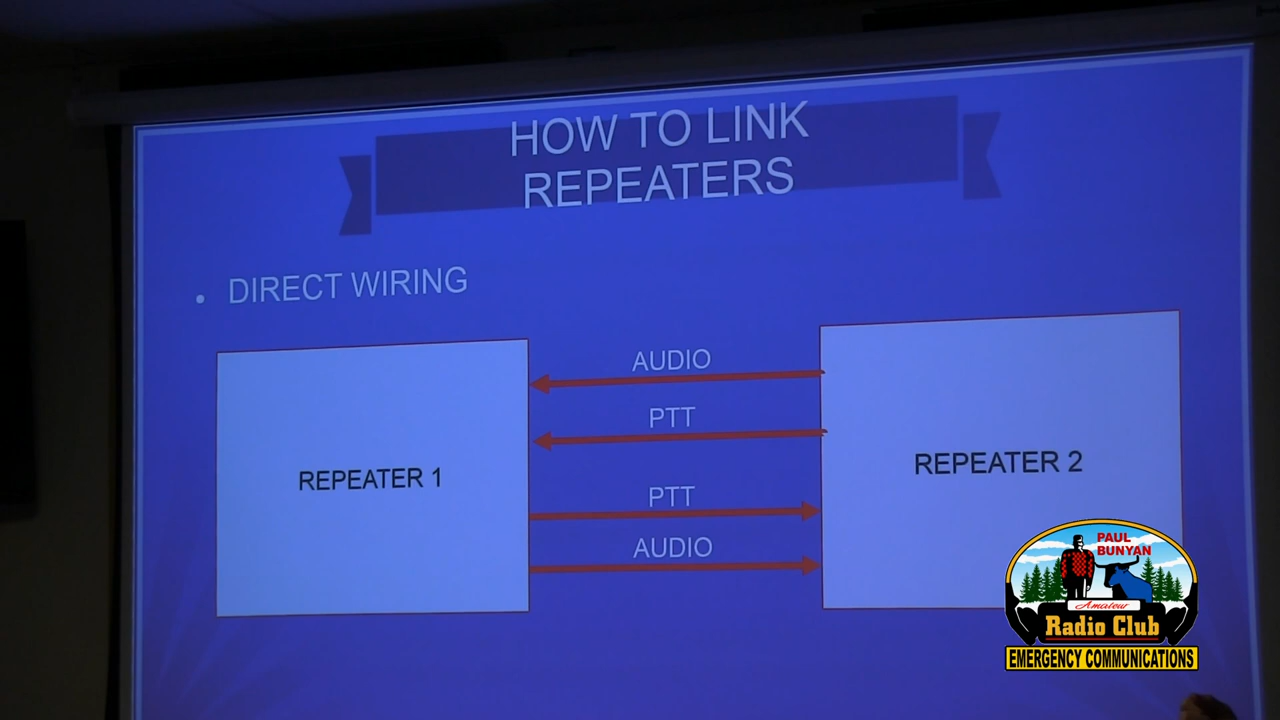 HOW TO LINK
REPEATERS
• DIRECT WIRING
AUDIO
PTT
REPEATER 1
REPEATER 2
PTT
AUDIO
PAUL
BUNYAN
Amateur
Radio Club
EMERGENCY COMMUNICATIONS